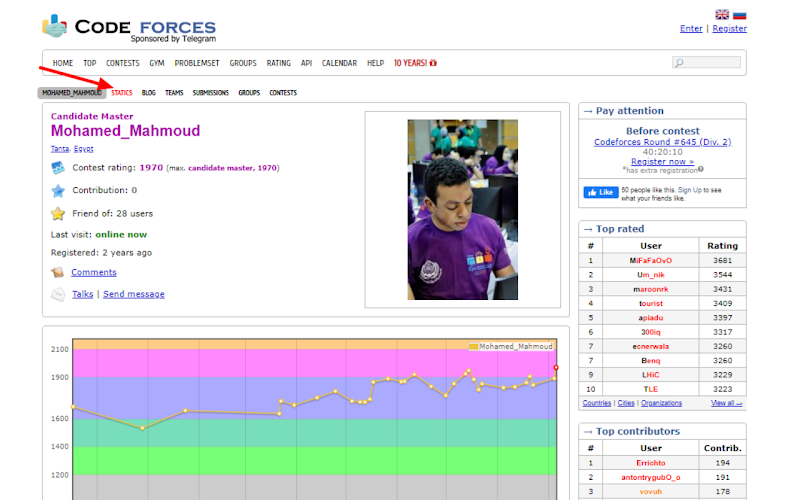 CODE FORCES
Sponsored by Telegram
Enter | Register
HOME TOP CONTESTS GYM PROBLEMSET GROUPS RATING API CALENDAR HELP 10 YEARS!
MOHAMED_MAHMOUD STATICS BLOG TEAMS SUBMISSIONS GROUPS CONTESTS
Candidate Master
Mohamed_Mahmoud
Tanta, Egypt
Contest rating: 1970 (max. candidate master, 1970)
Contribution: 0
Friend of: 28 users
Last visit: online now
Registered: 2 years ago
Comments
Talks | Send message
Mohamed_Mahmoud
2100
1900
1600
1400
1200
→ Pay attention
Before contest
Codeforces Round #645 (Div. 2)
40:20:10
Register now »
*has extra registration
Like 50 people like this. Sign Up to see
what your friends like.
→ Top rated
# User Rating
1 MiFaFaOvO 3681
2 Um_nik 3544
3 maroonrk 3431
4 tourist 3409
5 apiadu 3397
6 300iq 3317
7 ecnerwala 3260
7 Benq 3260
9 LHiC 3229
10 TLE 3223
Countries | Cities | Organizations View all →
→ Top contributors
# User Contrib.
1 Errichto 194
2 antontrygubO_o 191
3 vovuh 178